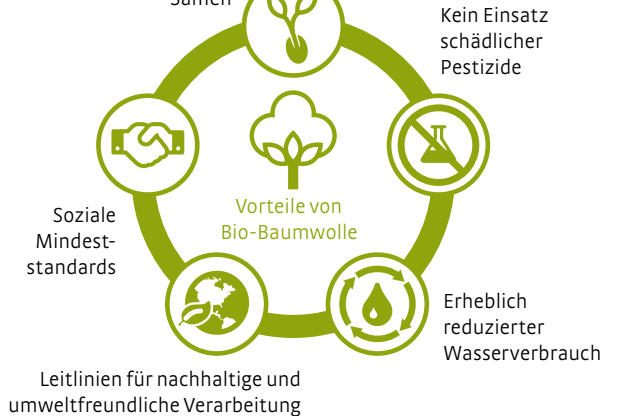 Samen
Kein Einsatz
schädlicher
Pestizide
Vorteile von
Bio-Baumwolle
Soziale
Mindest-
standards
Erheblich
reduzierter
Wasserverbrauch
Leitlinien für nachhaltige und
umweltfreundliche Verarbeitung